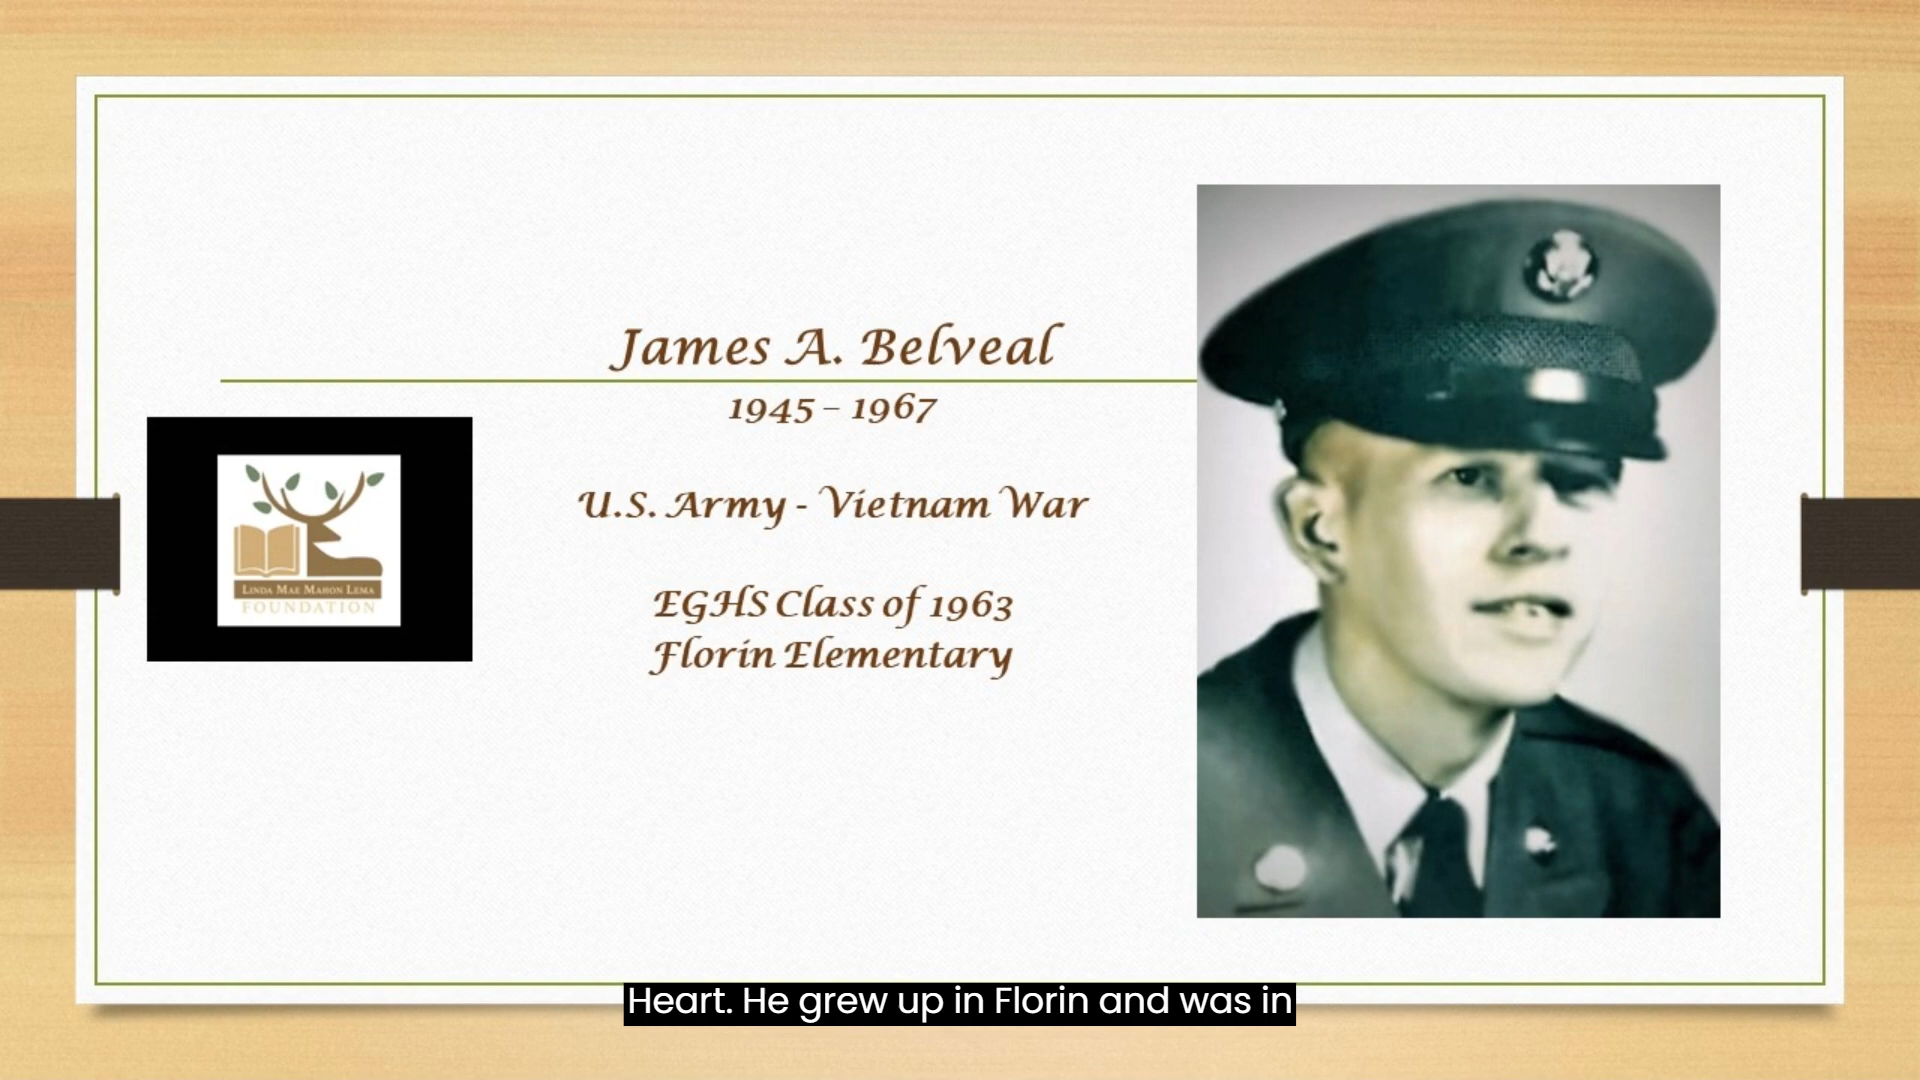 James A. Belveal
1945 – 1967
U.S. Army - Vietnam War
EGHS Class of 1963
Florin Elementary
LINDA MAE MAHON LEMA
FOUNDATION
Heart. He grew up in Florin and was in